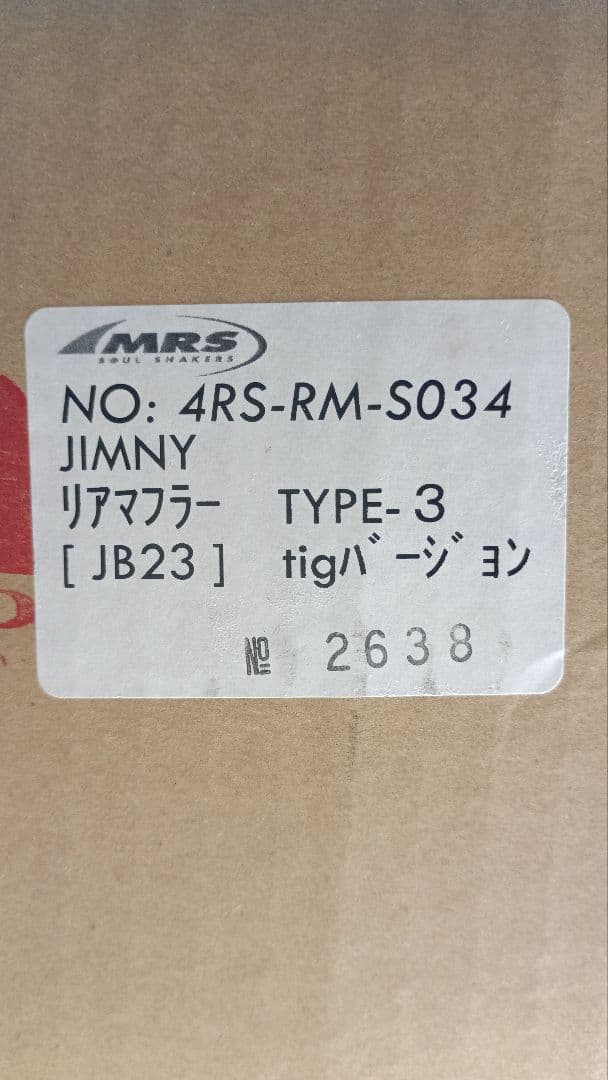 MRS
SOUL SHAKERS
NO: 4RS-RM-S034
JIMNY
リアマフラー TYPE-3
[ JB23 ] tigバージョン
№ 2638